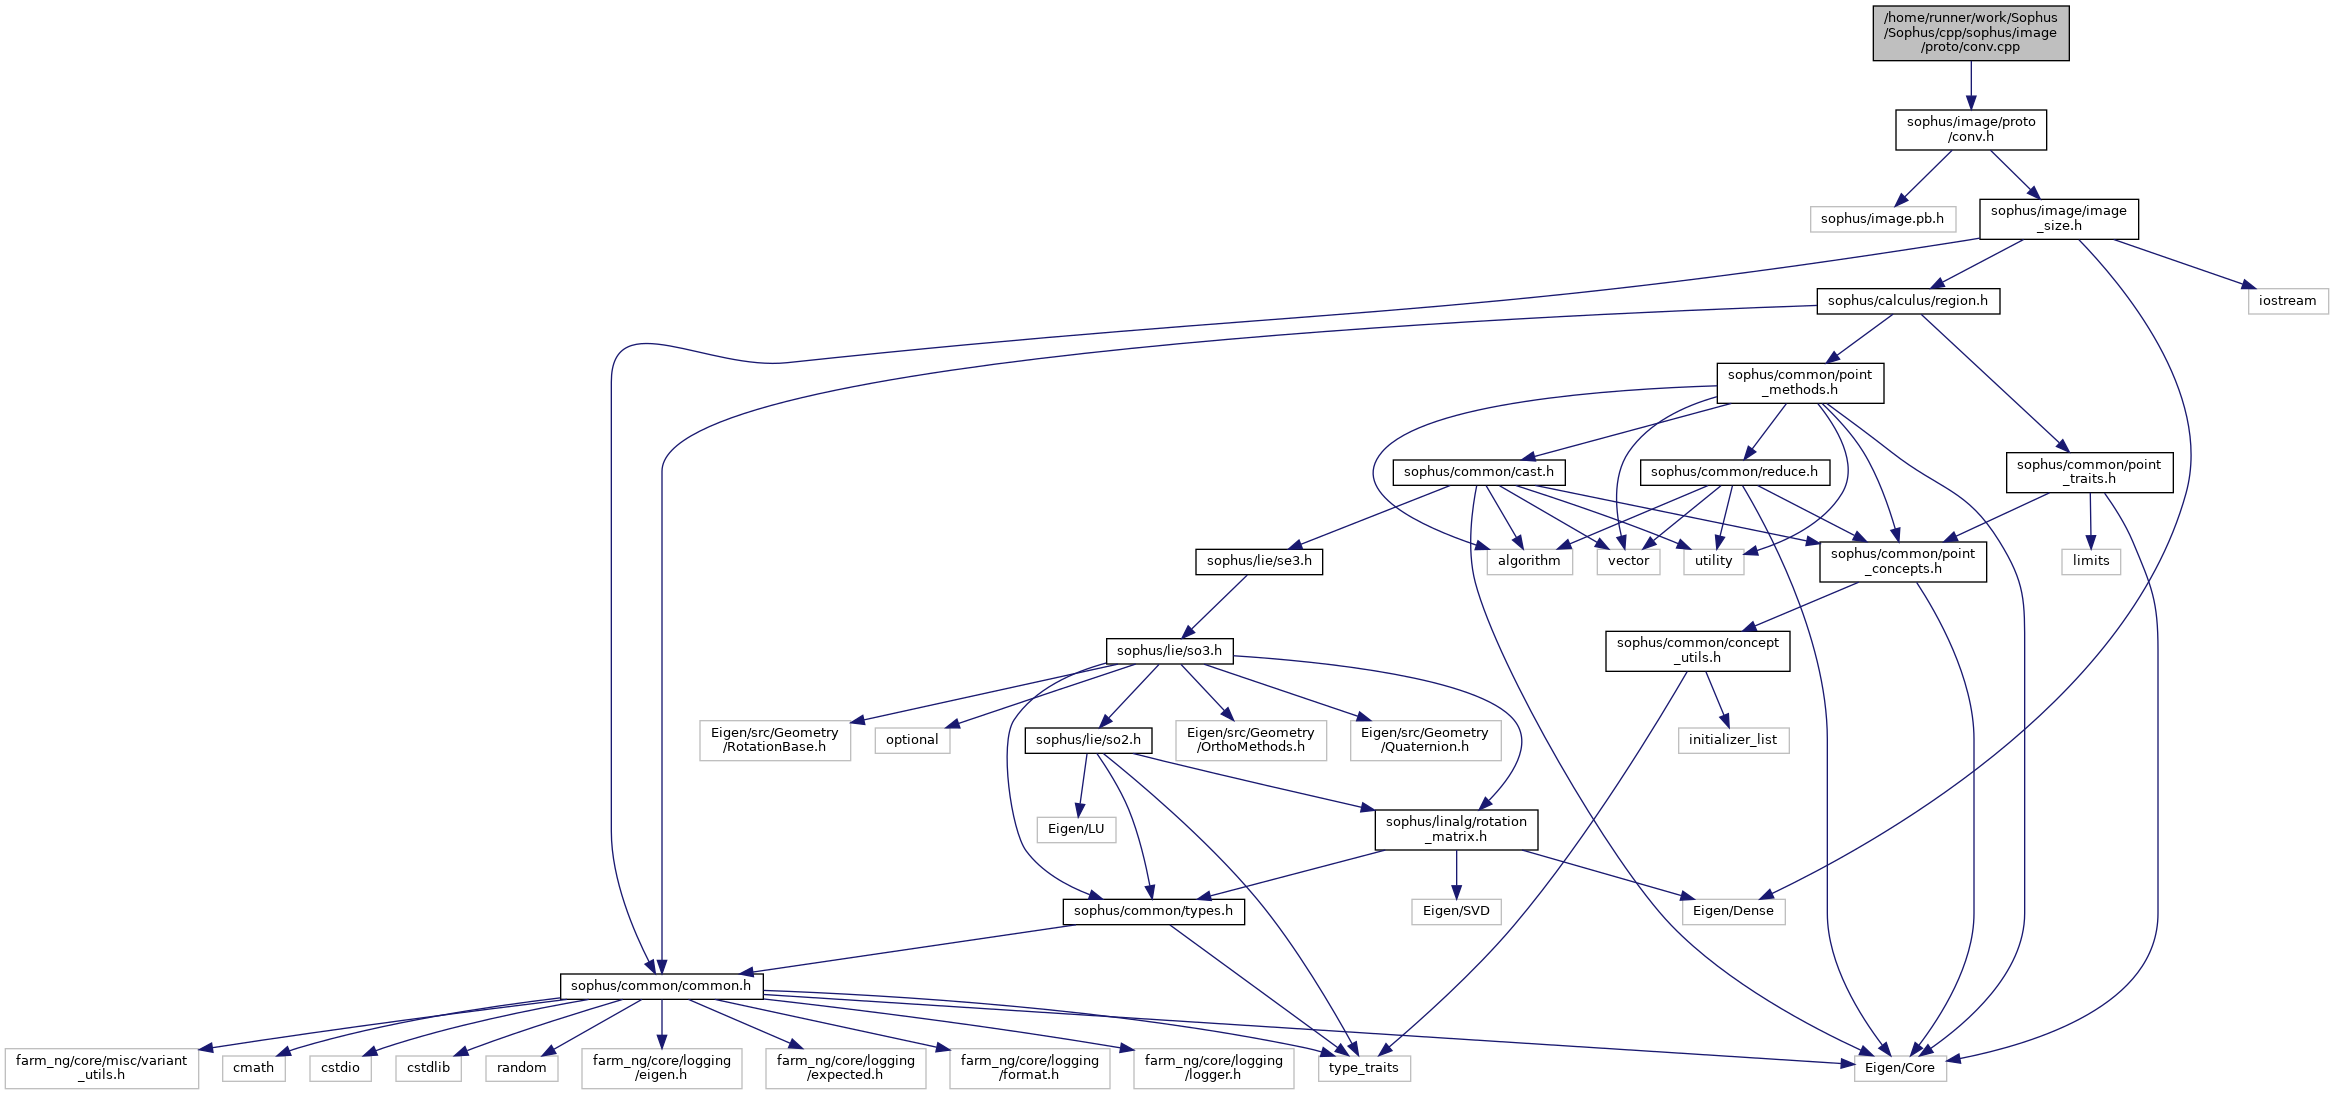 /home/runner/work/Sophus
/Sophus/cpp/sophus/image
/proto/conv.cpp
sophus/image/proto
/conv.h
sophus/image.pb.h
sophus/image/image
_size.h
sophus/calculus/region.h
iostream
sophus/common/point
_methods.h
sophus/common/cast.h
sophus/common/reduce.h
sophus/common/point
_traits.h
sophus/lie/se3.h
algorithm
vector
utility
sophus/common/point
_concepts.h
limits
sophus/lie/so3.h
sophus/common/concept
_utils.h
Eigen/src/Geometry
/RotationBase.h
optional
sophus/lie/so2.h
Eigen/src/Geometry
/OrthoMethods.h
Eigen/src/Geometry
/Quaternion.h
initializer_list
Eigen/LU
sophus/linalg/rotation
_matrix.h
sophus/common/types.h
Eigen/SVD
Eigen/Dense
sophus/common/common.h
farm_ng/core/misc/variant
_utils.h
cmath
cstdio
cstdlib
random
farm_ng/core/logging
/eigen.h
farm_ng/core/logging
/expected.h
farm_ng/core/logging
/format.h
farm_ng/core/logging
/logger.h
type_traits
Eigen/Core